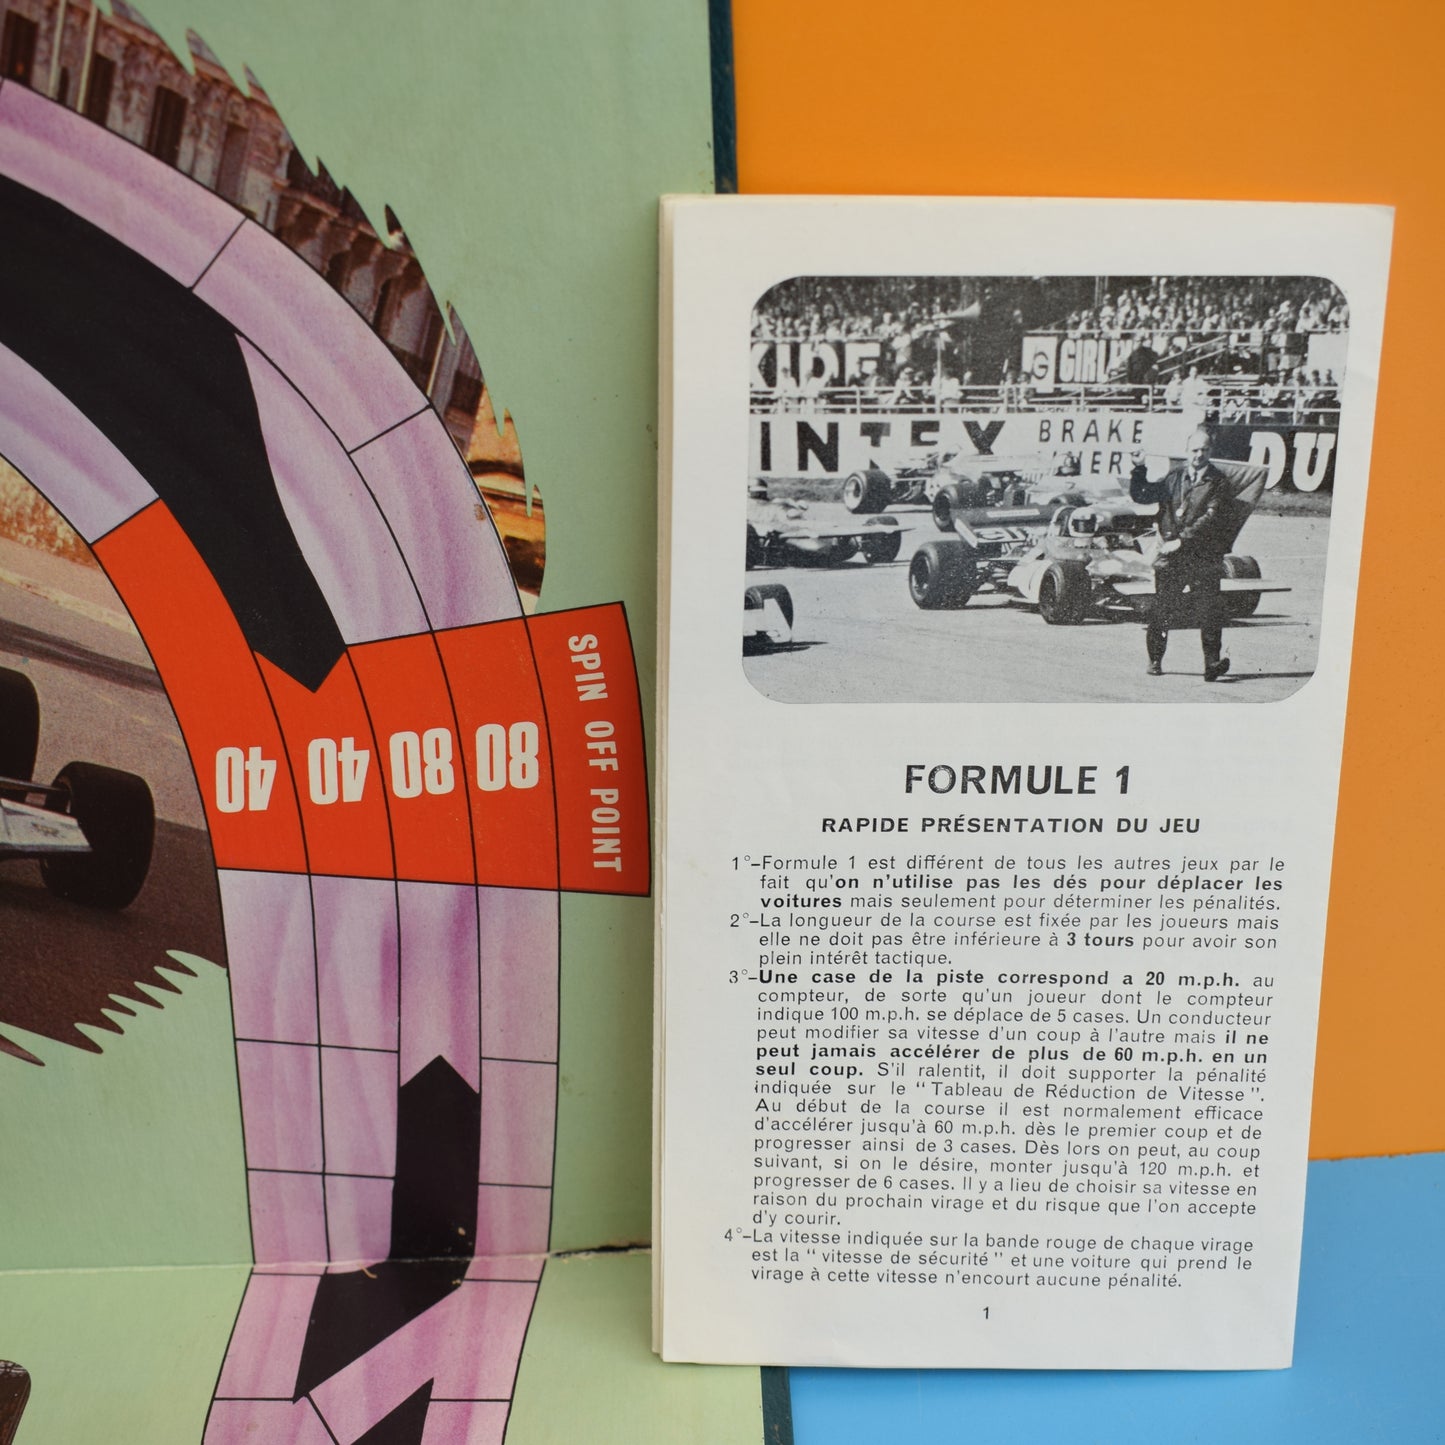 SPIN OFF POINT
40 40 80 80
KIDE
GIRL
INTEX
BRAKE
DU
FORMULE 1
RAPIDE PRÉSENTATION DU JEU
1°–Formule 1 est différent de tous les autres jeux par le
fait qu'on n'utilise pas les dés pour déplacer les
voitures mais seulement pour déterminer les pénalités.
2°–La longueur de la course est fixée par les joueurs mais
elle ne doit pas être inférieure à 3 tours pour avoir son
plein intérêt tactique.
3°–Une case de la piste correspond a 20 m.p.h. au
compteur, de sorte qu'un joueur dont le compteur
indique 100 m.p.h. se déplace de 5 cases. Un conducteur
peut modifier sa vitesse d'un coup à l'autre mais il ne
peut jamais accélérer de plus de 60 m.p.h. en un
seul coup. S'il ralentit, il doit supporter la pénalité
indiquée sur le "Tableau de Réduction de Vitesse".
Au début de la course il est normalement efficace
d'accélérer jusqu'à 60 m.p.h. dès le premier coup et de
progresser ainsi de 3 cases. Dès lors on peut, au coup
suivant, si on le désire, monter jusqu'à 120 m.p.h. et
progresser de 6 cases. Il y a lieu de choisir sa vitesse en
raison du prochain virage et du risque que l'on accepte
d'y courir.
4°–La vitesse indiquée sur la bande rouge de chaque virage
est la "vitesse de sécurité" et une voiture qui prend le
virage à cette vitesse n'encourt aucune pénalité.
1